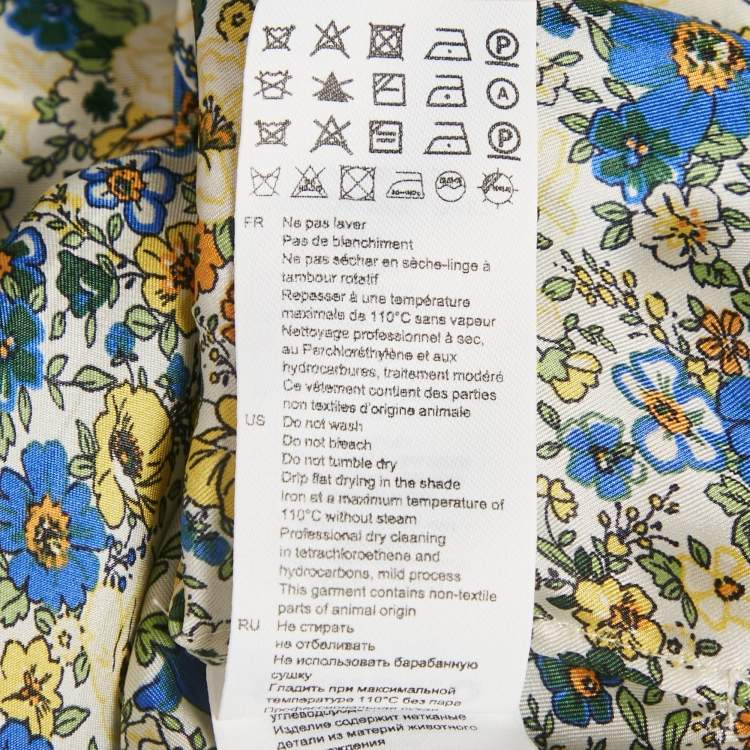 P
A
P
FR Ne pas laver
Pas de blanchiment
Ne pas sécher en sèche-linge à
tambour rotatif
Repasser à une température
maximale de 110°C sans vapeur
Nettoyage professionnel à sec,
au Perchloréthylène et aux
hydrocarbures, traitement modéré
Ce vêtement contient des parties
non textiles d'origine animale
US Do not wash
Do not bleach
Do not tumble dry
Drip flat drying in the shade
Iron at a maximum temperature of
110°C without steam
Professional dry cleaning
in tetrachloroethene and
hydrocarbons, mild process
This garment contains non-textile
parts of animal origin
RU Не стирать
не отбеливать
Не использовать барабанную
сушку
Гладить при максимальной
температуре 110°C без пара
Изделие содержит нетканые
детали из материи животного